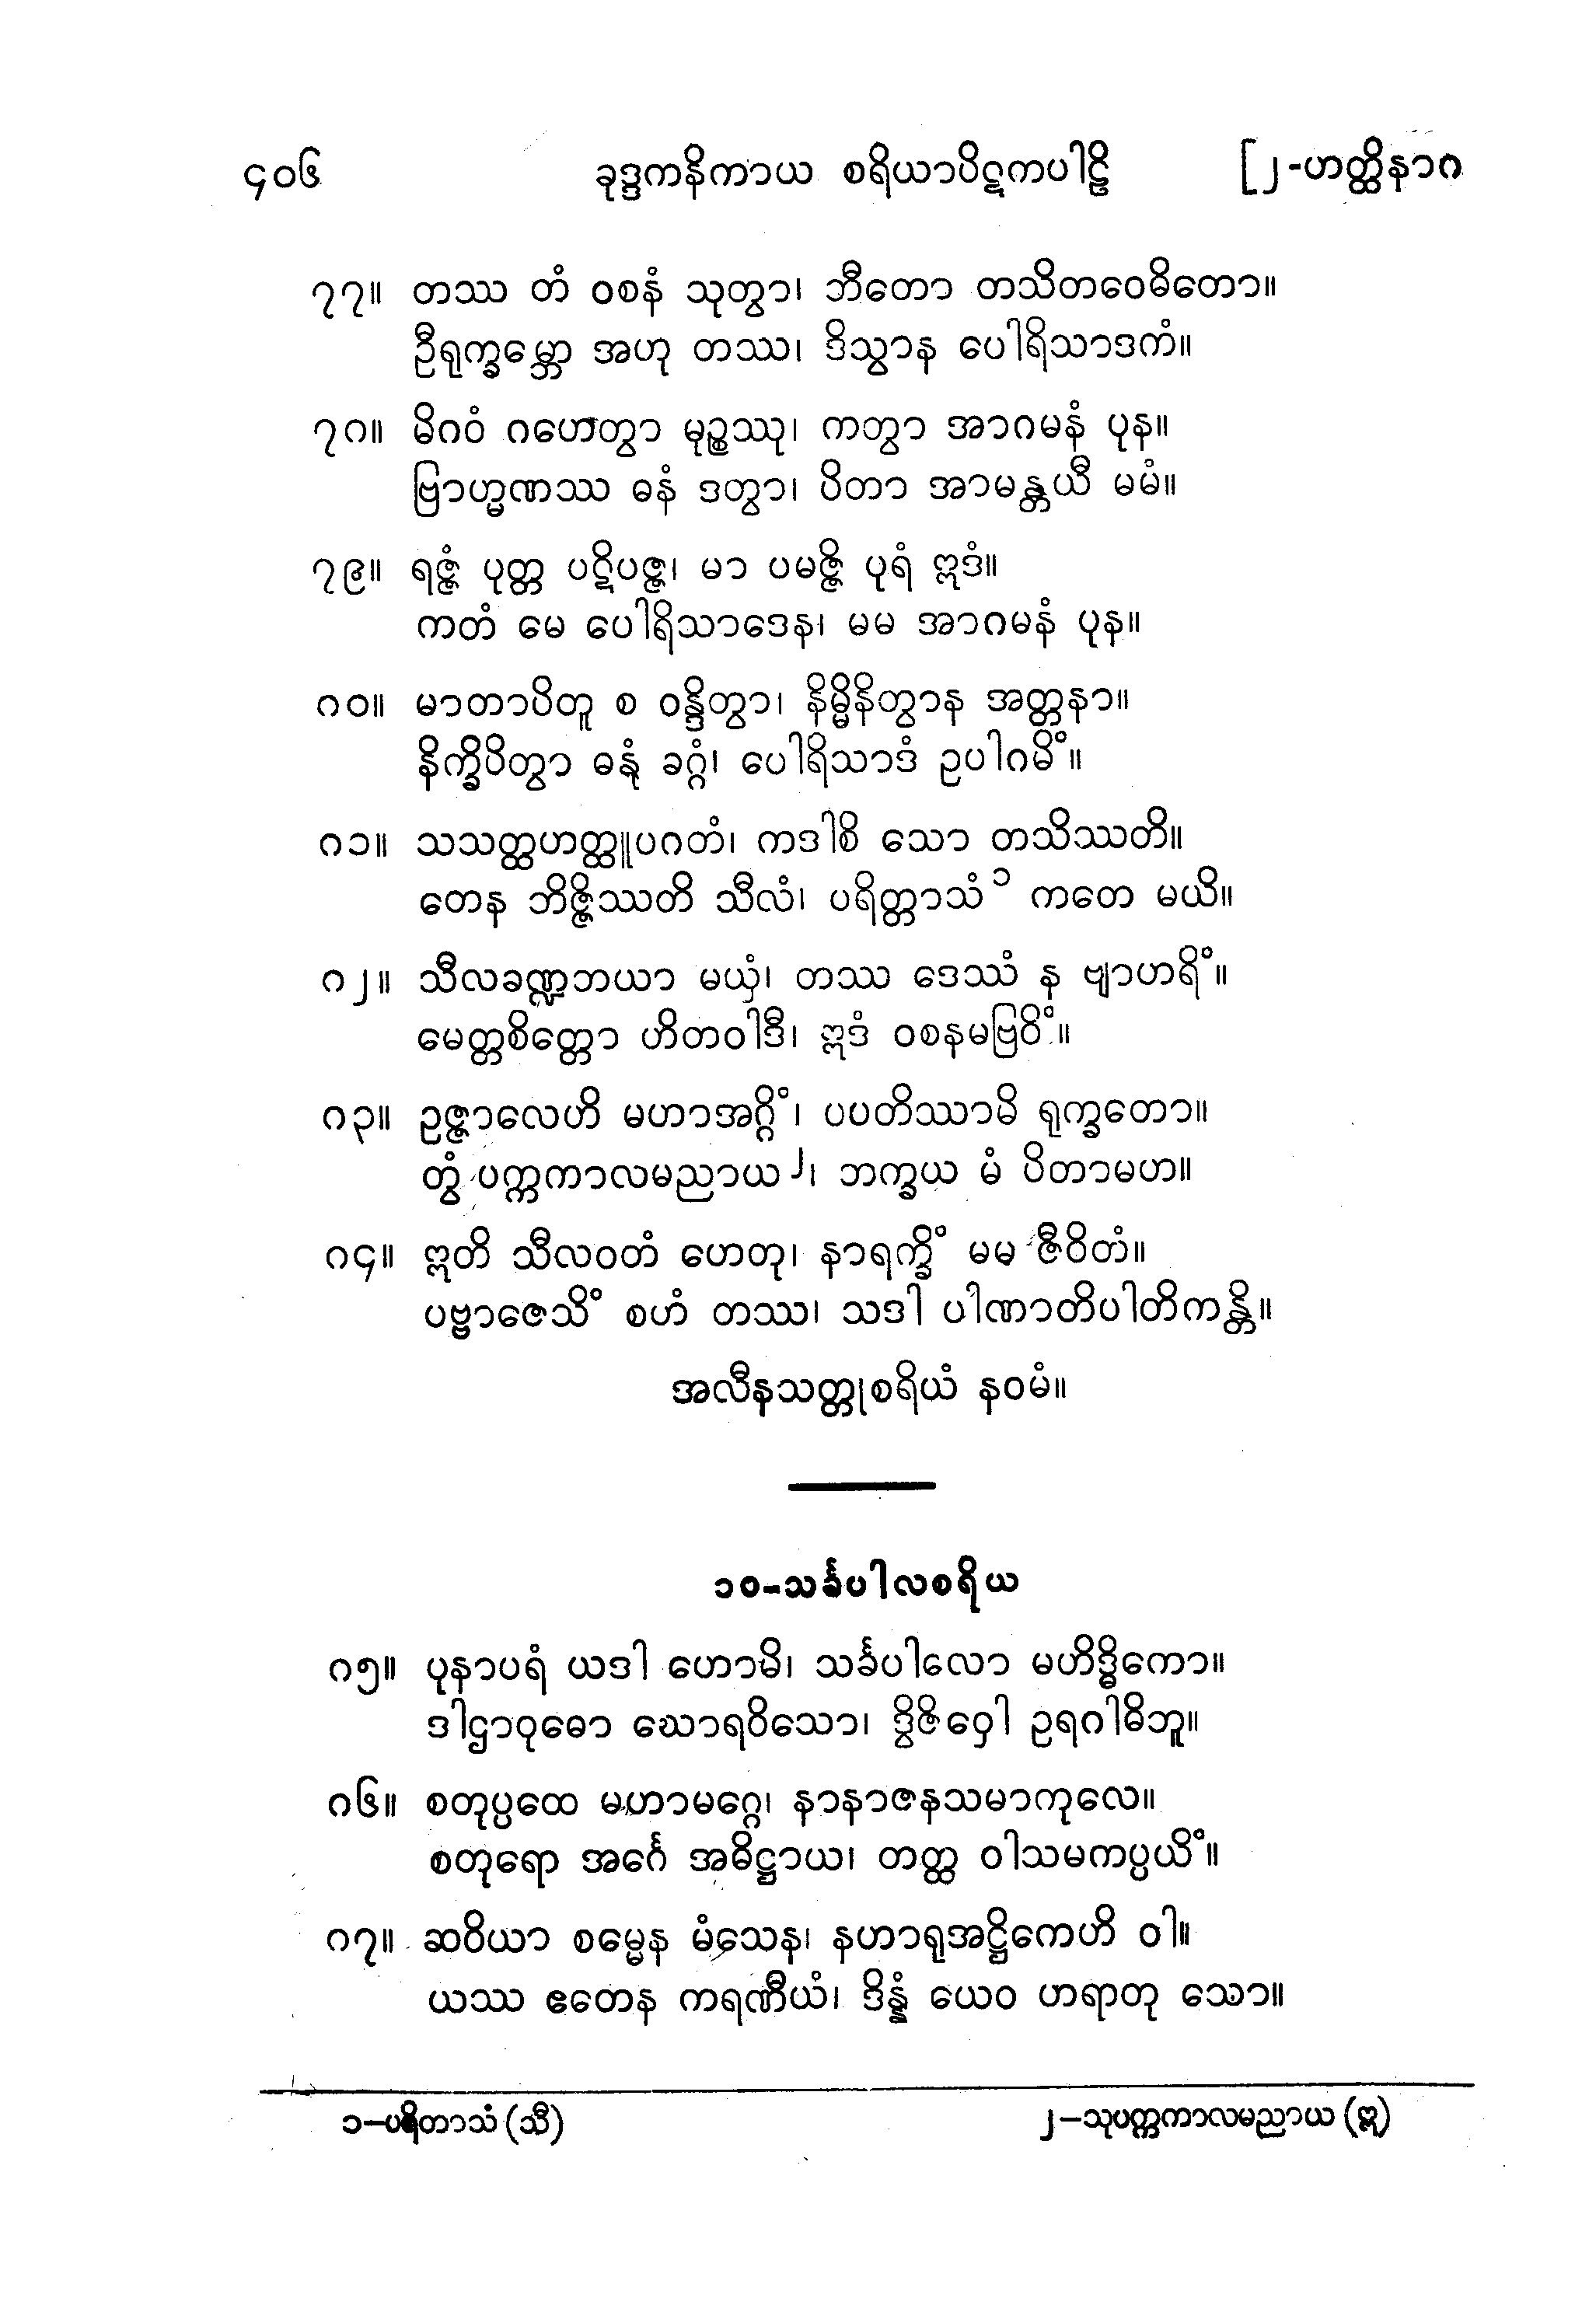 ၄၀၆ ခုဒ္ဒကနိကာယ စရိယာပိဋကပါဠိ [၂-ဟတ္ထိနာဂ
၇၇။ တဿ တံ ဝစနံ သုတွာ၊ ဘီတော တသိတဝေဓိတော။
ဦရုက္ခမ္ဘော အဟု တဿ၊ ဒိသွာန ပေါရိသာဒကံ။
၇၈။ မိဂဝံ ဂဟေတွာ မုဉ္စဿု၊ ကတွာ အာဂမနံ ပုန။
ဗြာဟ္မဏဿ ဓနံ ဒတွာ၊ ပိတာ အာမန္တယီ မမံ။
၇၉။ ရဇ္ဇံ ပုတ္တ ပဋိပဇ္ဇ၊ မာ ပမဇ္ဇိ ပုရံ ဣဒံ။
ကတံ မေ ပေါရိသာဒေန၊ မမ အာဂမနံ ပုန။
၈၀။ မာတာပိတူ စ ဝန္ဒိတွာ၊ နိမ္မိနိတွာန အတ္တနာ။
နိက္ခိပိတွာ ဓနုံ ခဂ္ဂံ၊ ပေါရိသာဒံ ဥပါဂမိံ။
၈၁။ သသတ္ထဟတ္ထူပဂတံ၊ ကဒါစိ သော တသိဿတိ။
တေန ဘိဇ္ဇိဿတိ သီလံ၊ ပရိတ္တာသံ ၁ ကတေ မယိ။
၈၂။ သီလခဏ္ဍဘယာ မယှံ၊ တဿ ဒေဿံ န ဗျာဟရိံ။
မေတ္တစိတ္တော ဟိတဝါဒီ၊ ဣဒံ ဝစနမဗြဝိံ။
၈၃။ ဥဇ္ဇာလေဟိ မဟာအဂ္ဂိံ၊ ပပတိဿာမိ ရုက္ခတော။
တွံ ပက္ကကာလမညာယ ၂၊ ဘက္ခယ မံ ပိတာမဟ။
၈၄။ ဣတိ သီလဝတံ ဟေတု၊ နာရက္ခိံ မမ ဇီဝိတံ။
ပဗ္ဗာဇေသိံ စဟံ တဿ၊ သဒါ ပါဏာတိပါတိကန္တိ။
အလီနသတ္တုစရိယံ နဝမံ။
၁၀-သင်္ခပါလစရိယ
၈၅။ ပုနာပရံ ယဒါ ဟောမိ၊ သင်္ခပါလော မဟိဒ္ဓိကော။
ဒါဌာဝုဓော ဃောရဝိသော၊ ဒွိဇိဝှေါ ဥရဂါဓိဘူ။
၈၆။ စတုပ္ပထေ မဟာမဂ္ဂေ၊ နာနာဇနသမာကုလေ။
စတုရော အင်္ဂေ အဓိဋ္ဌာယ၊ တတ္ထ ဝါသမကပ္ပယိံ။
၈၇။ ဆဝိယာ စမ္မေန မံသေန၊ နဟာရုအဋ္ဌိကေဟိ ဝါ။
ယဿ ဧတေန ကရဏီယံ၊ ဒိန္နံ ယေဝ ဟရာတု သော။
၁–ပရိတာသံ (သီ) ၂–သုပက္ကကာလမညာယ (ဣ)